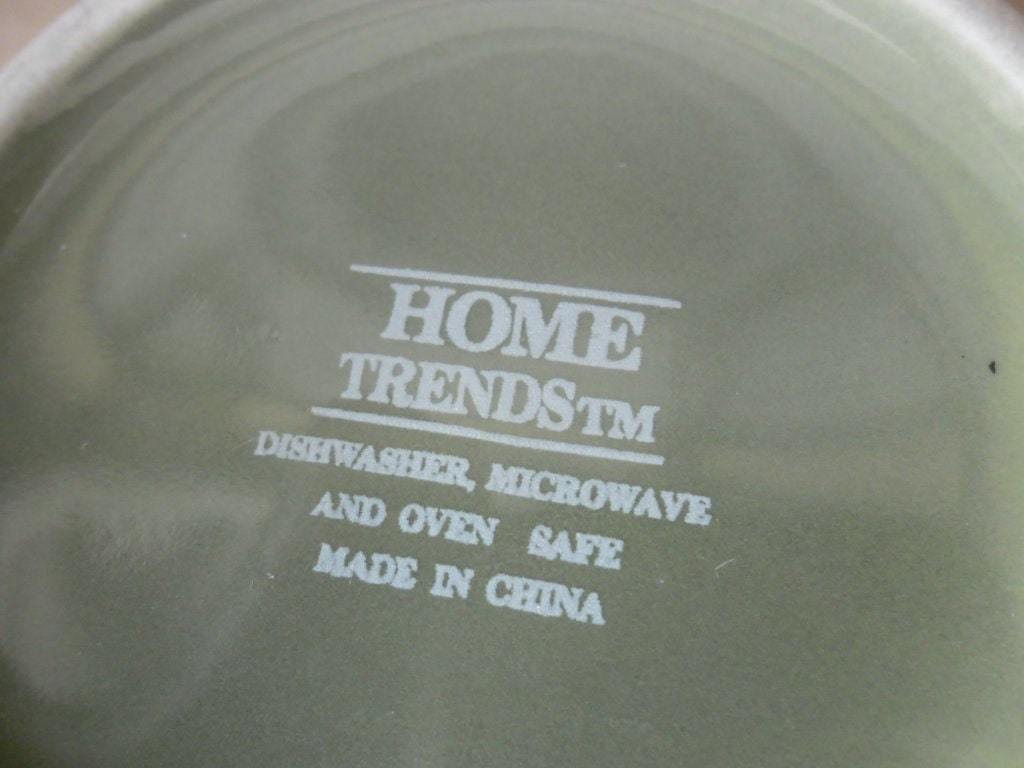 HOME
TRENDSTM
DISHWASHER, MICROWAVE
AND OVEN SAFE
MADE IN CHINA